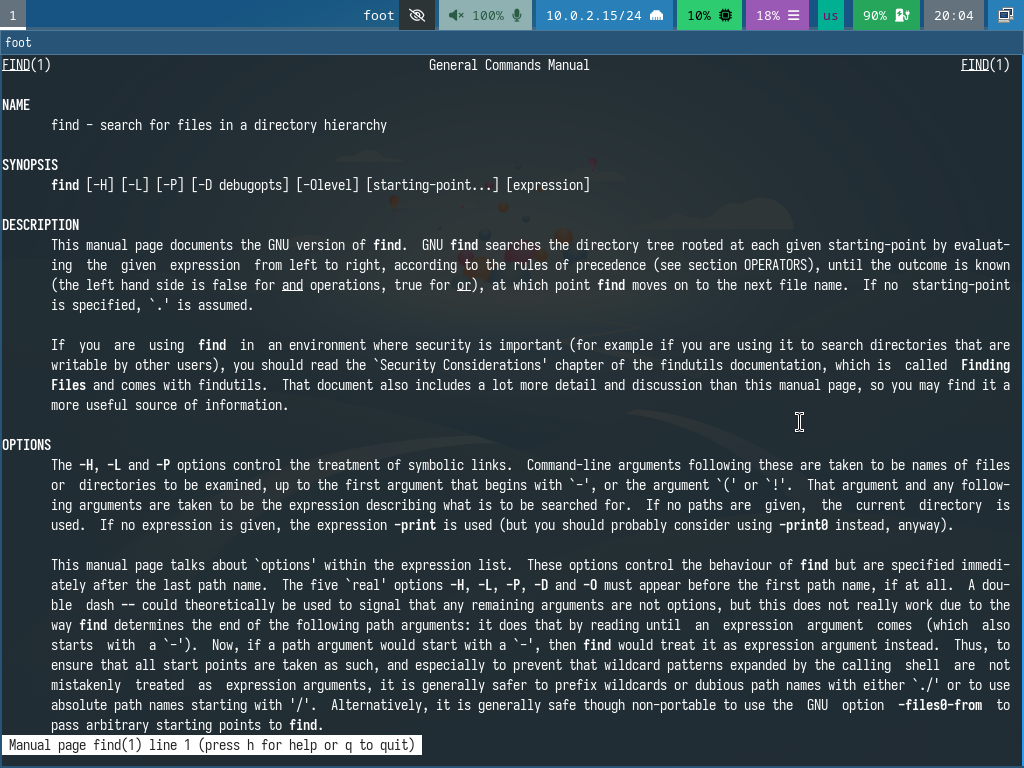 1 foot 100% 10.0.2.15/24 10% 18% us 90% 20:04
foot
FIND(1) General Commands Manual FIND(1)
NAME
find - search for files in a directory hierarchy
SYNOPSIS
find [-H] [-L] [-P] [-D debugopts] [-Olevel] [starting-point...] [expression]
DESCRIPTION
This manual page documents the GNU version of find. GNU find searches the directory tree rooted at each given starting-point by evaluat-
ing the given expression from left to right, according to the rules of precedence (see section OPERATORS), until the outcome is known
(the left hand side is false for and operations, true for or), at which point find moves on to the next file name. If no starting-point
is specified, `.' is assumed.
If you are using find in an environment where security is important (for example if you are using it to search directories that are
writable by other users), you should read the `Security Considerations' chapter of the findutils documentation, which is called Finding
Files and comes with findutils. That document also includes a lot more detail and discussion than this manual page, so you may find it a
more useful source of information.
OPTIONS
The -H, -L and -P options control the treatment of symbolic links. Command-line arguments following these are taken to be names of files
or directories to be examined, up to the first argument that begins with `-', or the argument `(' or `!'. That argument and any follow-
ing arguments are taken to be the expression describing what is to be searched for. If no paths are given, the current directory is
used. If no expression is given, the expression -print is used (but you should probably consider using -print0 instead, anyway).
This manual page talks about `options' within the expression list. These options control the behaviour of find but are specified immedi-
ately after the last path name. The five `real' options -H, -L, -P, -D and -O must appear before the first path name, if at all. A dou-
ble dash -- could theoretically be used to signal that any remaining arguments are not options, but this does not really work due to the
way find determines the end of the following path arguments: it does that by reading until an expression argument comes (which also
starts with a `-'). Now, if a path argument would start with a `-', then find would treat it as expression argument instead. Thus, to
ensure that all start points are taken as such, and especially to prevent that wildcard patterns expanded by the calling shell are not
mistakenly treated as expression arguments, it is generally safer to prefix wildcards or dubious path names with either `./' or to use
absolute path names starting with '/'. Alternatively, it is generally safe though non-portable to use the GNU option -files0-from to
pass arbitrary starting points to find.
Manual page find(1) line 1 (press h for help or q to quit)